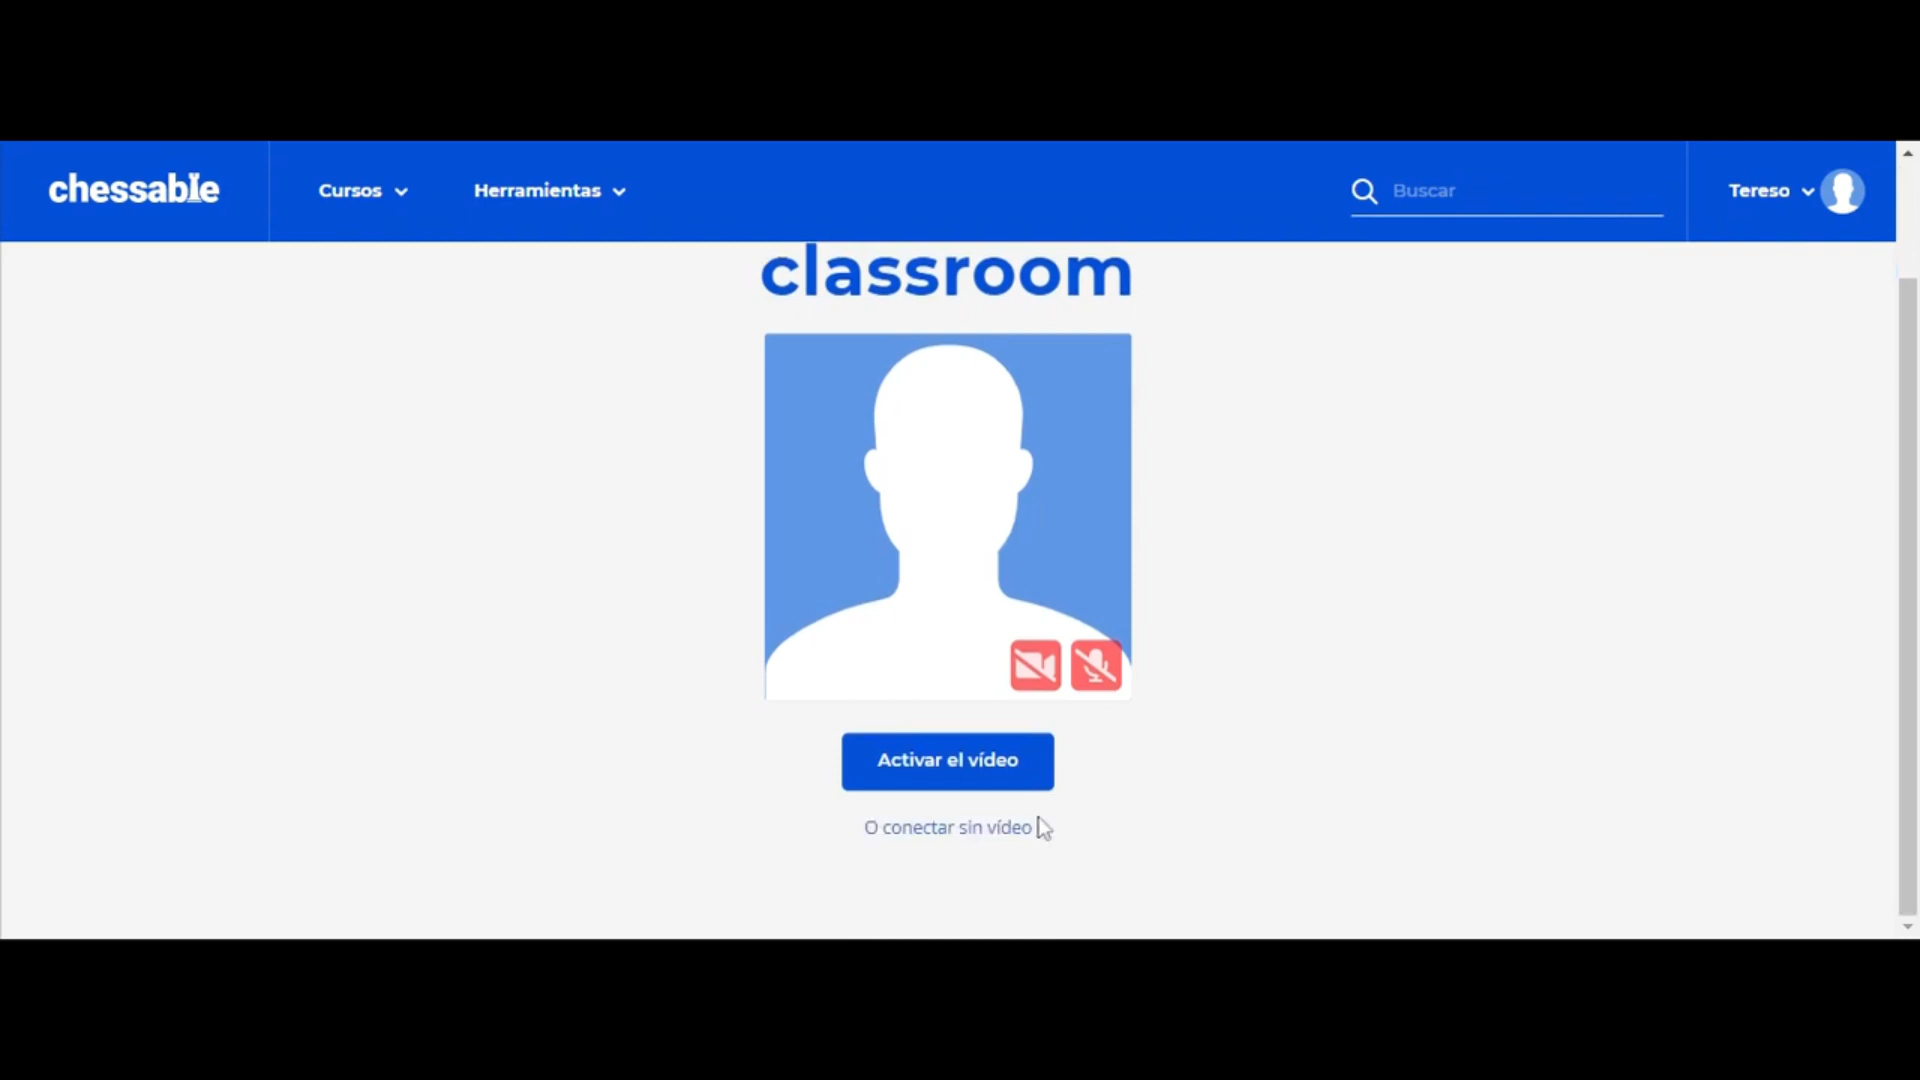 chessable
Cursos
Herramientas
Buscar
Tereso
classroom
Activar el vídeo
O conectar sin vídeo